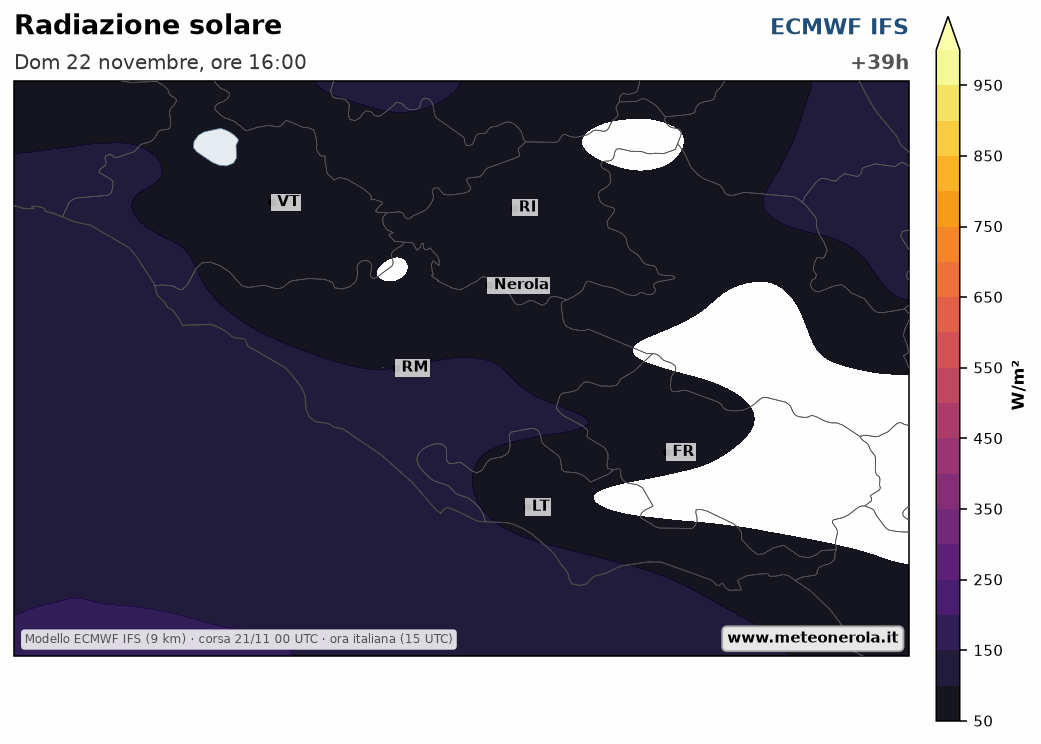 Radiazione solare
ECMWF IFS
Dom 22 novembre, ore 16:00
+39h
VT
RI
Nerola
RM
FR
LT
Modello ECMWF IFS (9 km) · corsa 21/11 00 UTC · ora italiana (15 UTC)
www.meteonerola.it
950
850
750
650
550
450
350
250
150
50
W/m²